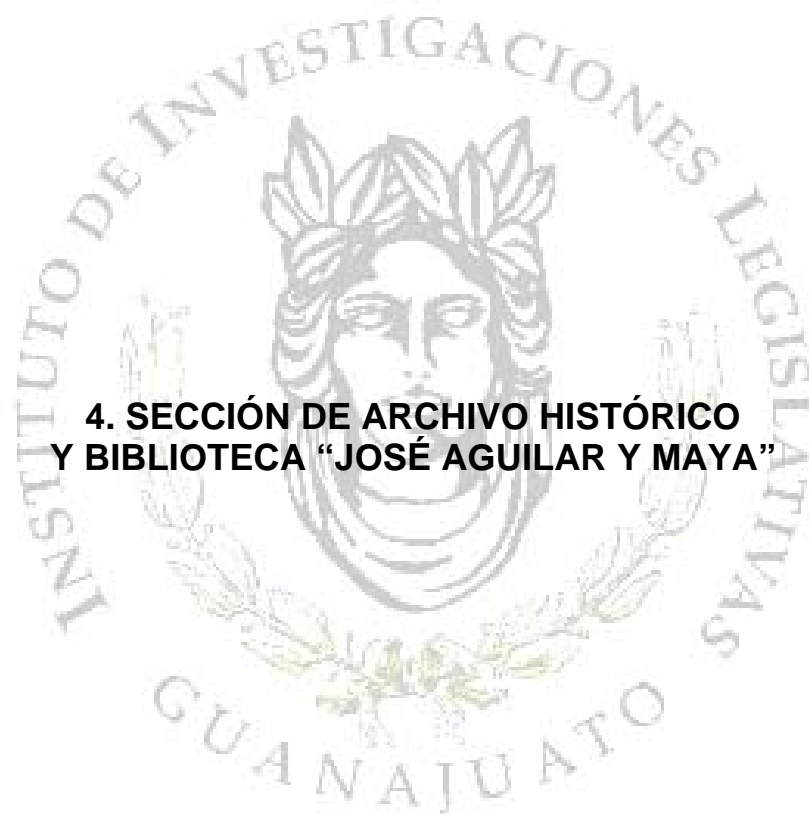 INSTITUTO DE INVESTIGACIONES LEGISLATIVAS
4. SECCIÓN DE ARCHIVO HISTÓRICO
Y BIBLIOTECA “JOSÉ AGUILAR Y MAYA”
GUANAJUATO